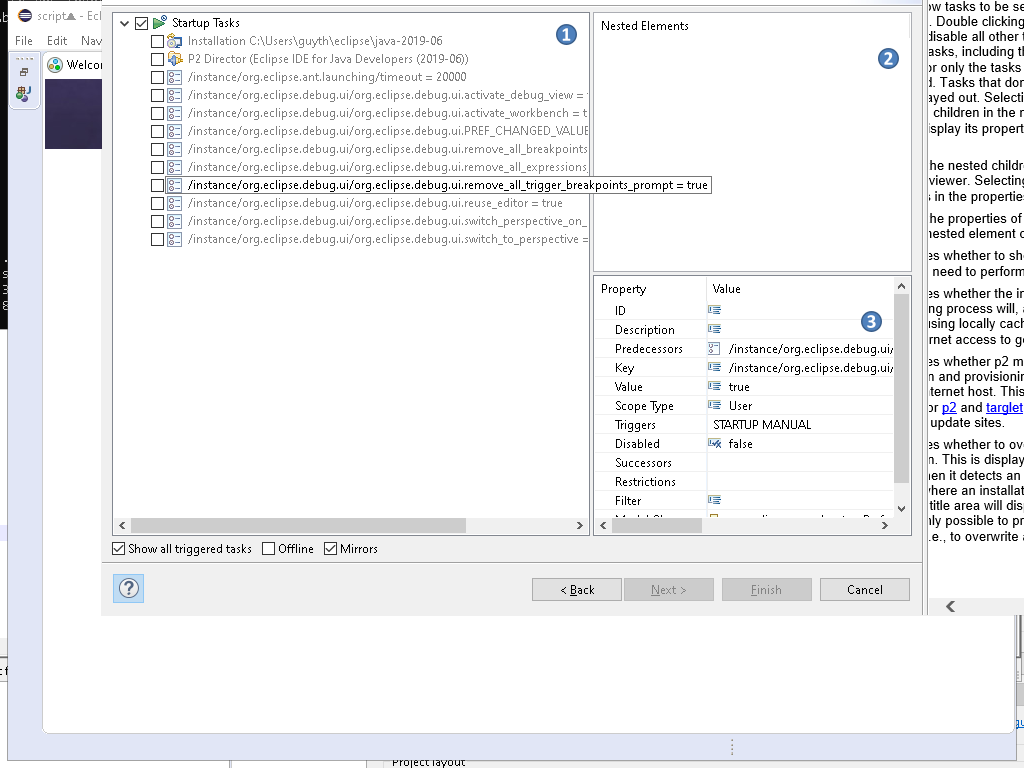 script - Ecl
File Edit Nav
Welcor
Startup Tasks
Installation C:\Users\guyth\eclipse\java-2019-06
P2 Director (Eclipse IDE for Java Developers (2019-06))
/instance/org.eclipse.ant.launching/timeout = 20000
/instance/org.eclipse.debug.ui/org.eclipse.debug.ui.activate_debug_view =
/instance/org.eclipse.debug.ui/org.eclipse.debug.ui.activate_workbench = t
/instance/org.eclipse.debug.ui/org.eclipse.debug.ui.PREF_CHANGED_VALUE
/instance/org.eclipse.debug.ui/org.eclipse.debug.ui.remove_all_breakpoints
/instance/org.eclipse.debug.ui/org.eclipse.debug.ui.remove_all_expressions
/instance/org.eclipse.debug.ui/org.eclipse.debug.ui.remove_all_trigger_breakpoints_prompt = true
/instance/org.eclipse.debug.ui/org.eclipse.debug.ui.reuse_editor = true
/instance/org.eclipse.debug.ui/org.eclipse.debug.ui.switch_perspective_on_
/instance/org.eclipse.debug.ui/org.eclipse.debug.ui.switch_to_perspective =
1
Nested Elements
2
Property Value
ID
3
Description
Predecessors /instance/org.eclipse.debug.ui/
Key /instance/org.eclipse.debug.ui/
Value true
Scope Type User
Triggers STARTUP MANUAL
Disabled false
Successors
Restrictions
Filter
Show all triggered tasks Offline Mirrors
? < Back Next > Finish Cancel
ow tasks to be se
. Double clicking
disable all other t
asks, including th
or only the tasks
d. Tasks that don
ayed out. Selecti
children in the n
isplay its propert
he nested childre
viewer. Selecting
s in the propertie
he properties of
nested element o
es whether to sho
need to perform
es whether the in
ng process will, a
using locally cach
rnet access to ge
es whether p2 m
n and provisionin
ternet host. This
or p2 and targlet
update sites.
es whether to ove
n. This is display
hen it detects an
where an installat
title area will disp
nly possible to pr
.e., to overwrite a
Project layout